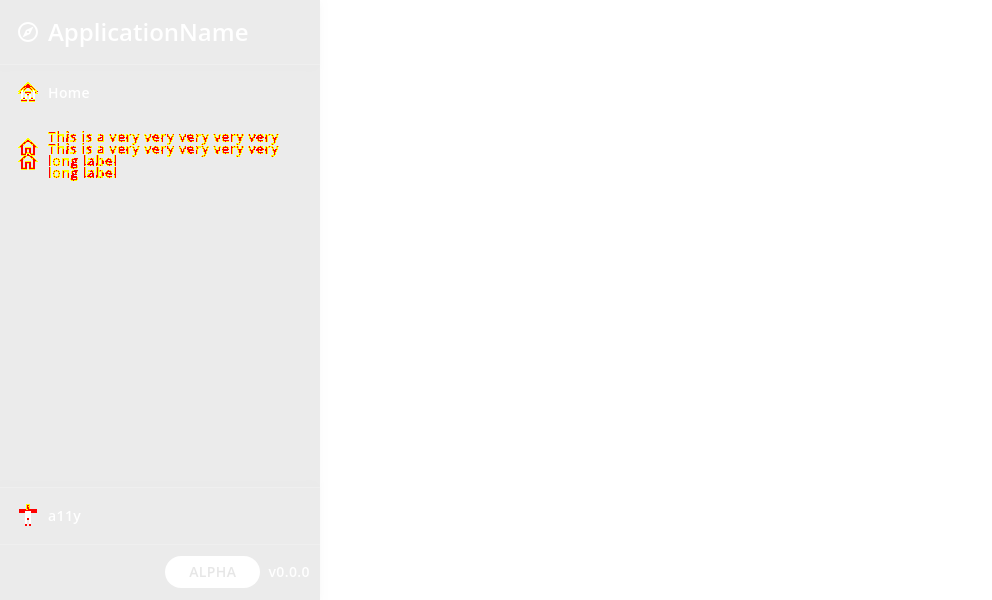 ApplicationName
Home
This is a very very very very very
This is a very very very very very
long label
long label
a11y
ALPHA v0.0.0